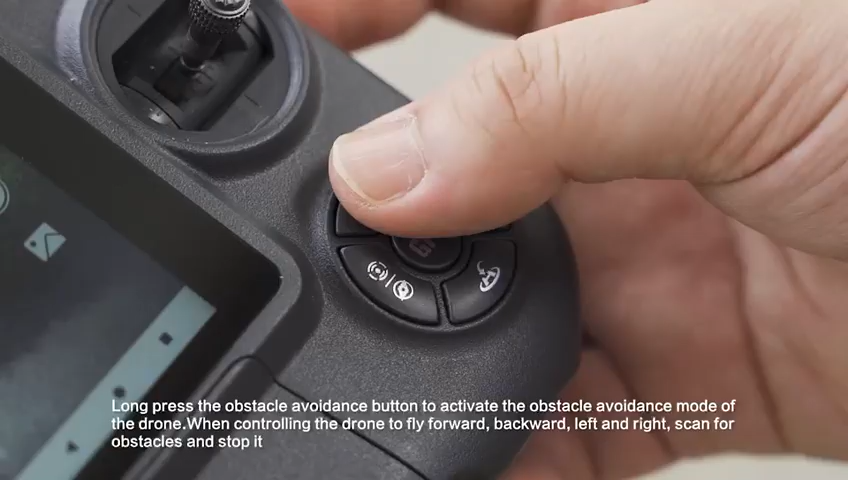 Long press the obstacle avoidance button to activate the obstacle avoidance mode of
the drone.When controlling the drone to fly forward, backward, left and right, scan for
obstacles and stop it